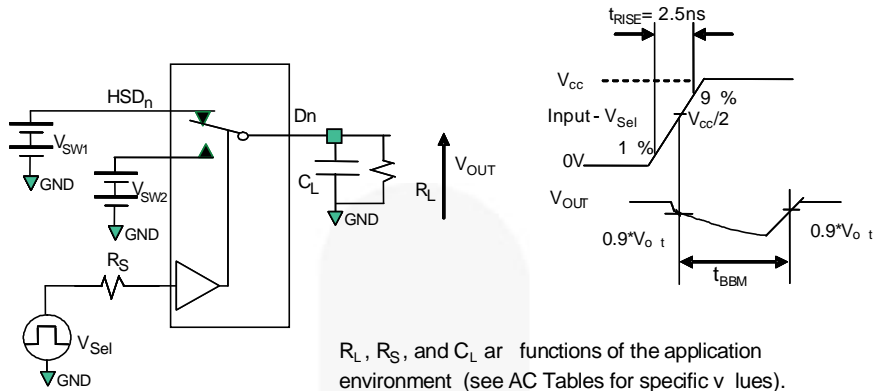 tRISE= 2.5ns
Vcc
9 %
Input - VSel
Vcc/2
1 %
0V
VOUT
0.9*Vo t
0.9*Vo t
tBBM
HSDn
Dn
VSW1
GND
VSW2
GND
CL
RL
VOUT
GND
RS
VSel
GND
RL, RS, and CL ar functions of the application
environment (see AC Tables for specific v lues).